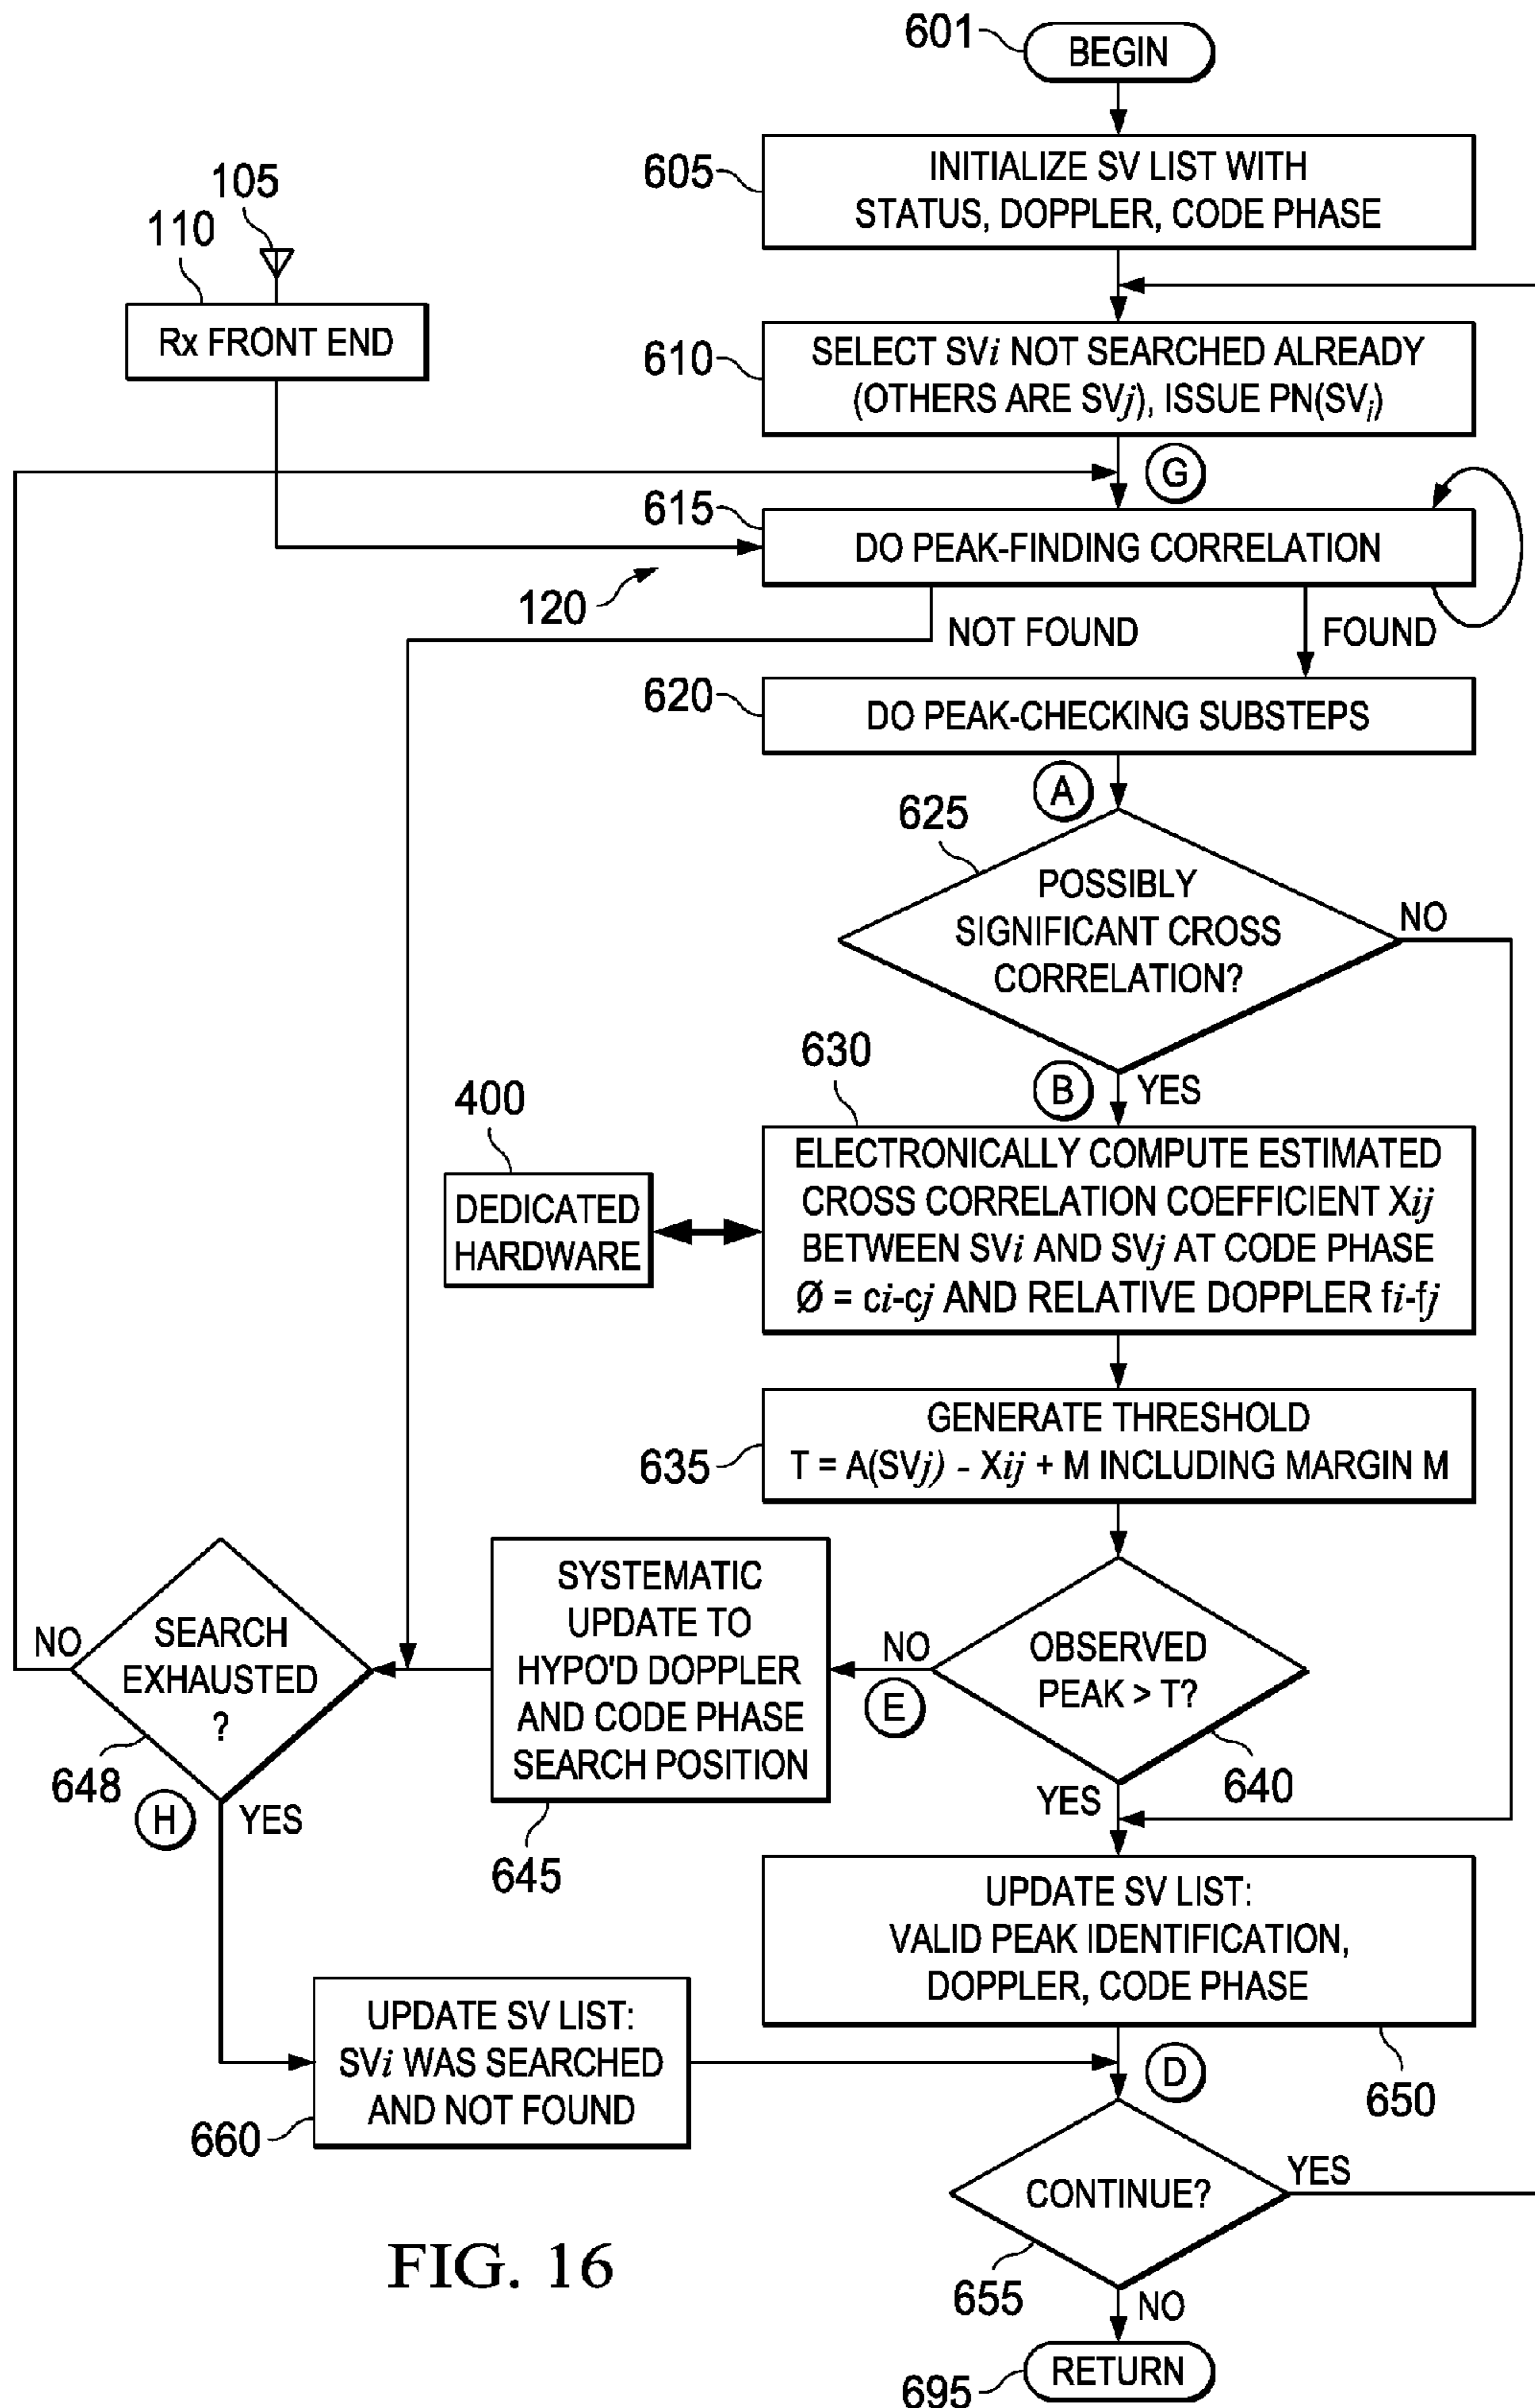 601
BEGIN
605
INITIALIZE SV LIST WITH
STATUS, DOPPLER, CODE PHASE
105
110
Rx FRONT END
610
SELECT SVi NOT SEARCHED ALREADY
(OTHERS ARE SVj), ISSUE PN(SVi)
G
615
DO PEAK-FINDING CORRELATION
120
NOT FOUND
FOUND
620
DO PEAK-CHECKING SUBSTEPS
A
625
POSSIBLY
SIGNIFICANT CROSS
CORRELATION?
NO
B
YES
630
400
DEDICATED
HARDWARE
ELECTRONICALLY COMPUTE ESTIMATED
CROSS CORRELATION COEFFICIENT Xij
BETWEEN SVi AND SVj AT CODE PHASE
Ø = ci-cj AND RELATIVE DOPPLER fi-fj
635
GENERATE THRESHOLD
T = A(SVj) - Xij + M INCLUDING MARGIN M
NO
SEARCH
EXHAUSTED
?
648
H
YES
SYSTEMATIC
UPDATE TO
HYPO'D DOPPLER
AND CODE PHASE
SEARCH POSITION
645
NO
E
OBSERVED
PEAK > T?
640
YES
UPDATE SV LIST:
VALID PEAK IDENTIFICATION,
DOPPLER, CODE PHASE
650
UPDATE SV LIST:
SVi WAS SEARCHED
AND NOT FOUND
660
D
CONTINUE?
YES
655
NO
RETURN
695
FIG. 16